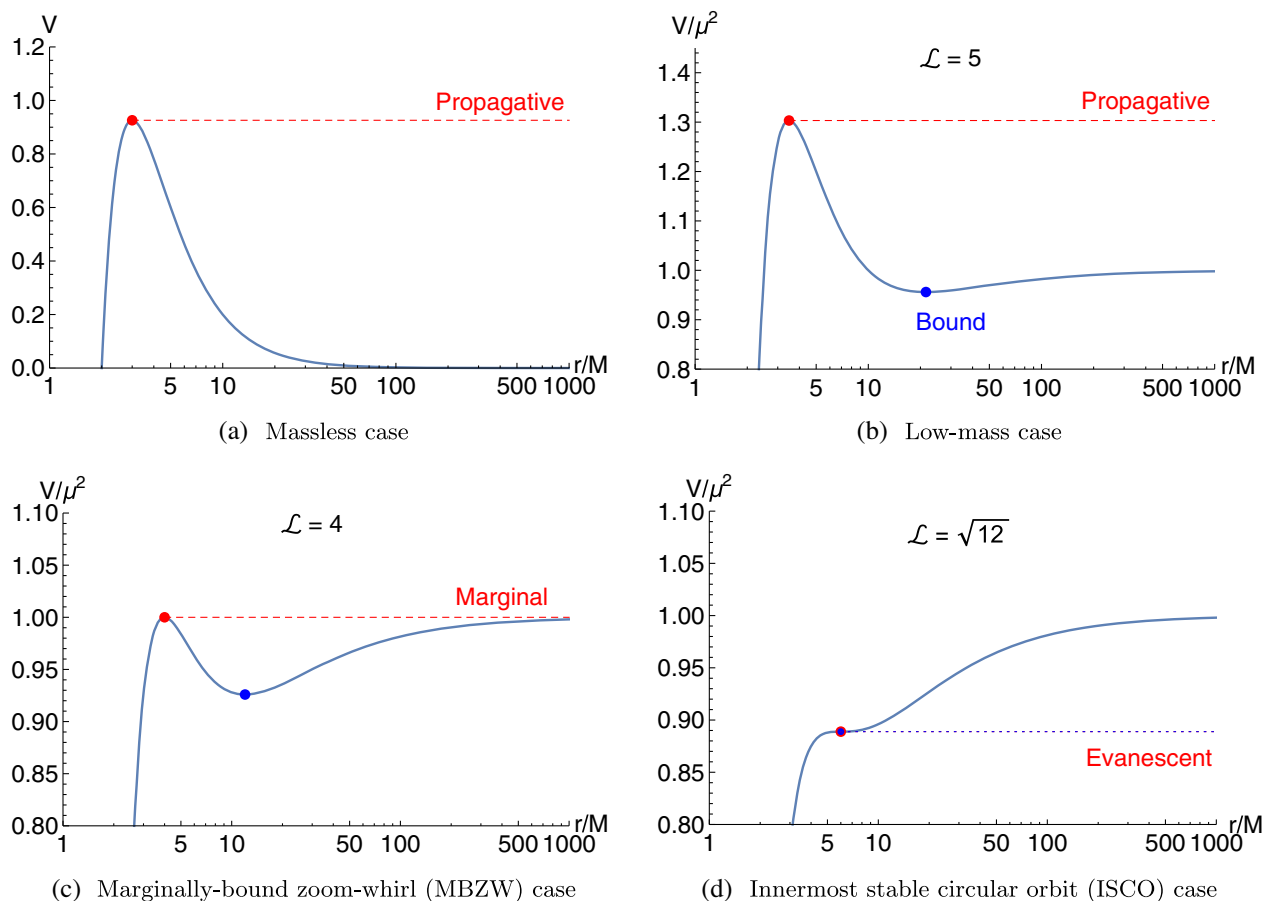 V
1.2
1.0
Propagative
0.8
0.6
0.4
0.2
0.0
r/M
1 5 10 50 100 500 1000
(a) Massless case
V/μ²
ℒ = 5
1.4
Propagative
1.3
1.2
1.1
1.0
0.9
Bound
0.8
r/M
1 5 10 50 100 500 1000
(b) Low-mass case
V/μ²
1.10
ℒ = 4
1.05
Marginal
1.00
0.95
0.90
0.85
0.80
r/M
1 5 10 50 100 500 1000
(c) Marginally-bound zoom-whirl (MBZW) case
V/μ²
1.10
ℒ = √12
1.05
1.00
0.95
0.90
Evanescent
0.85
0.80
r/M
1 5 10 50 100 500 1000
(d) Innermost stable circular orbit (ISCO) case